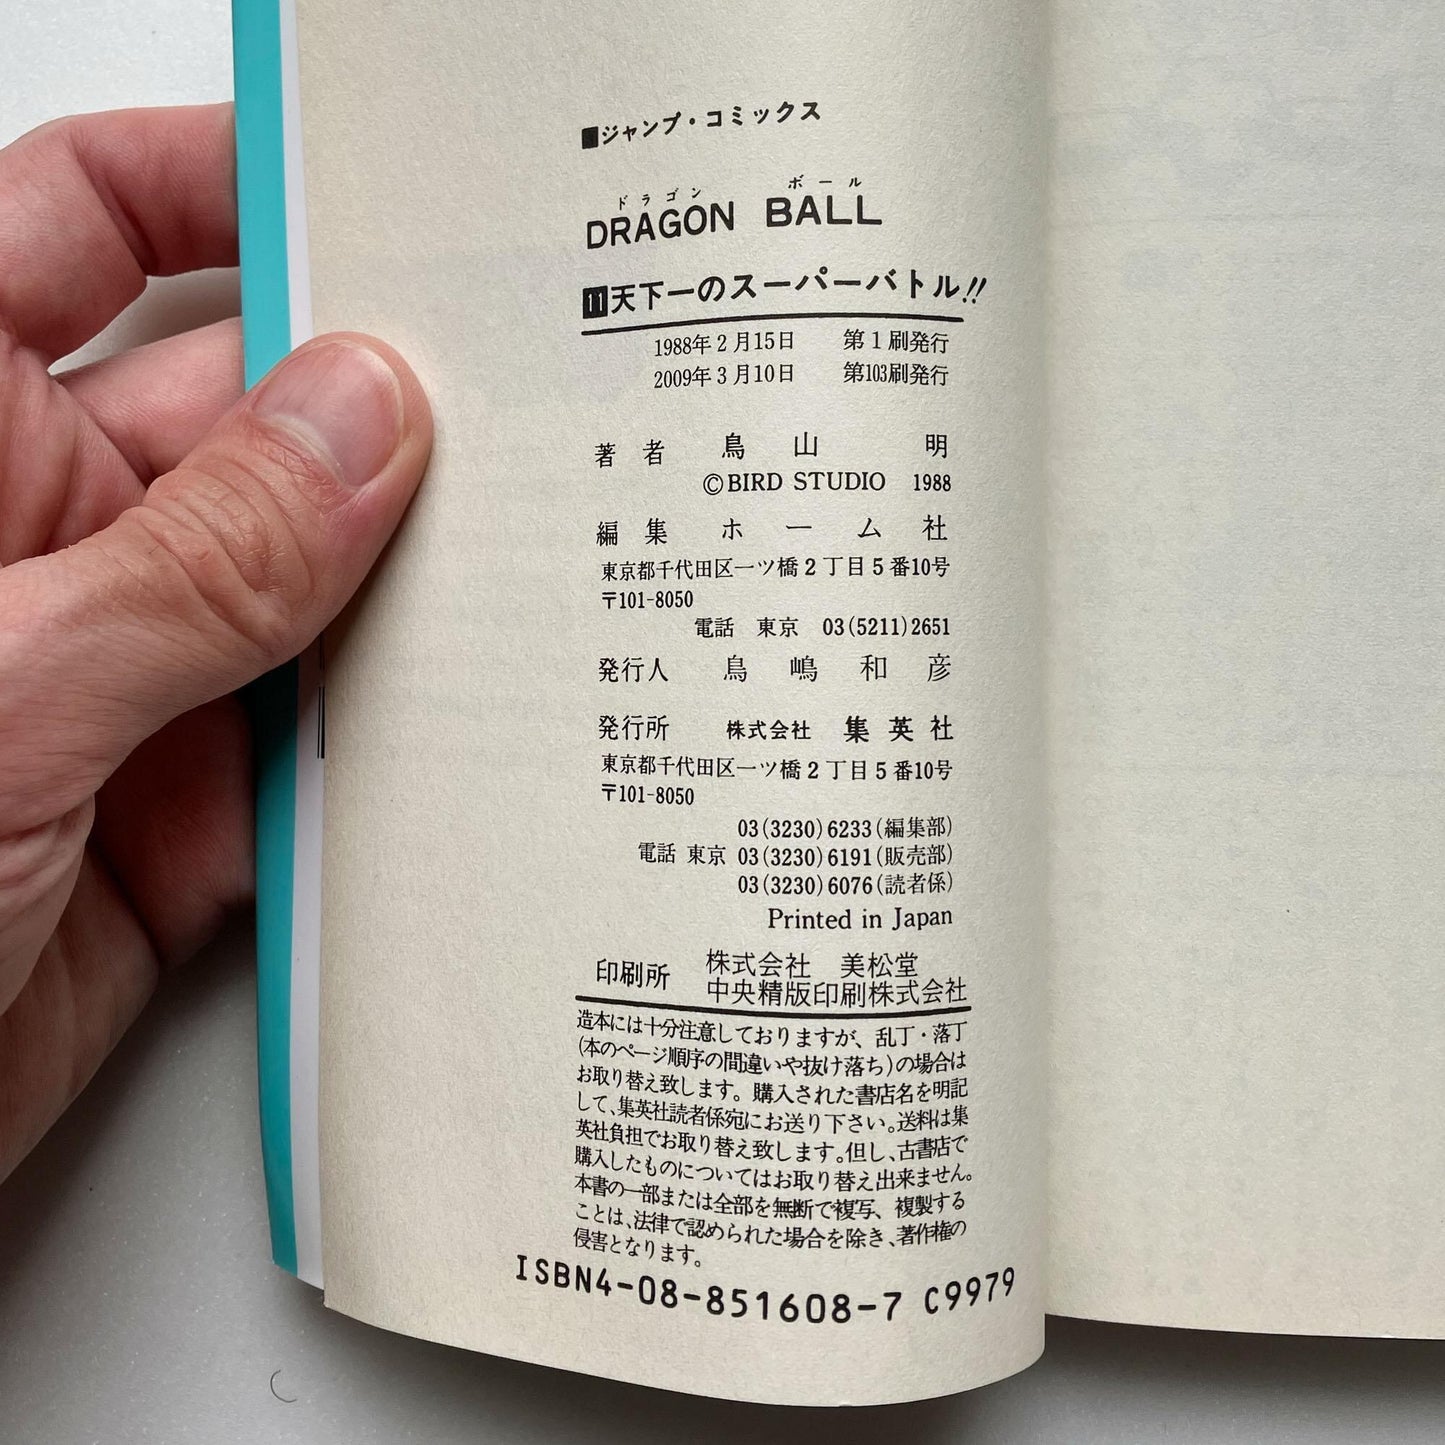 ジャンプ・コミックス
ドラゴン ボール
DRAGON BALL
11天下一のスーパーバトル!!
1988年2月15日 第1刷発行
2009年3月10日 第103刷発行
著者 鳥山 明
©BIRD STUDIO 1988
編集 ホーム社
東京都千代田区一ツ橋2丁目5番10号
〒101-8050
電話 東京 03(5211)2651
発行人 鳥嶋和彦
発行所 株式会社 集英社
東京都千代田区一ツ橋2丁目5番10号
〒101-8050
03(3230)6233(編集部)
電話 東京 03(3230)6191(販売部)
03(3230)6076(読者係)
Printed in Japan
印刷所 株式会社 美松堂
中央精版印刷株式会社
造本には十分注意しておりますが、乱丁・落丁
(本のページ順序の間違いや抜け落ち)の場合は
お取り替え致します。購入された書店名を明記
して、集英社読者係宛にお送り下さい。送料は集
英社負担でお取り替え致します。但し、古書店で
購入したものについてはお取り替え出来ません。
本書の一部または全部を無断で複写、複製する
ことは、法律で認められた場合を除き、著作権の
侵害となります。
ISBN4-08-851608-7 C9979